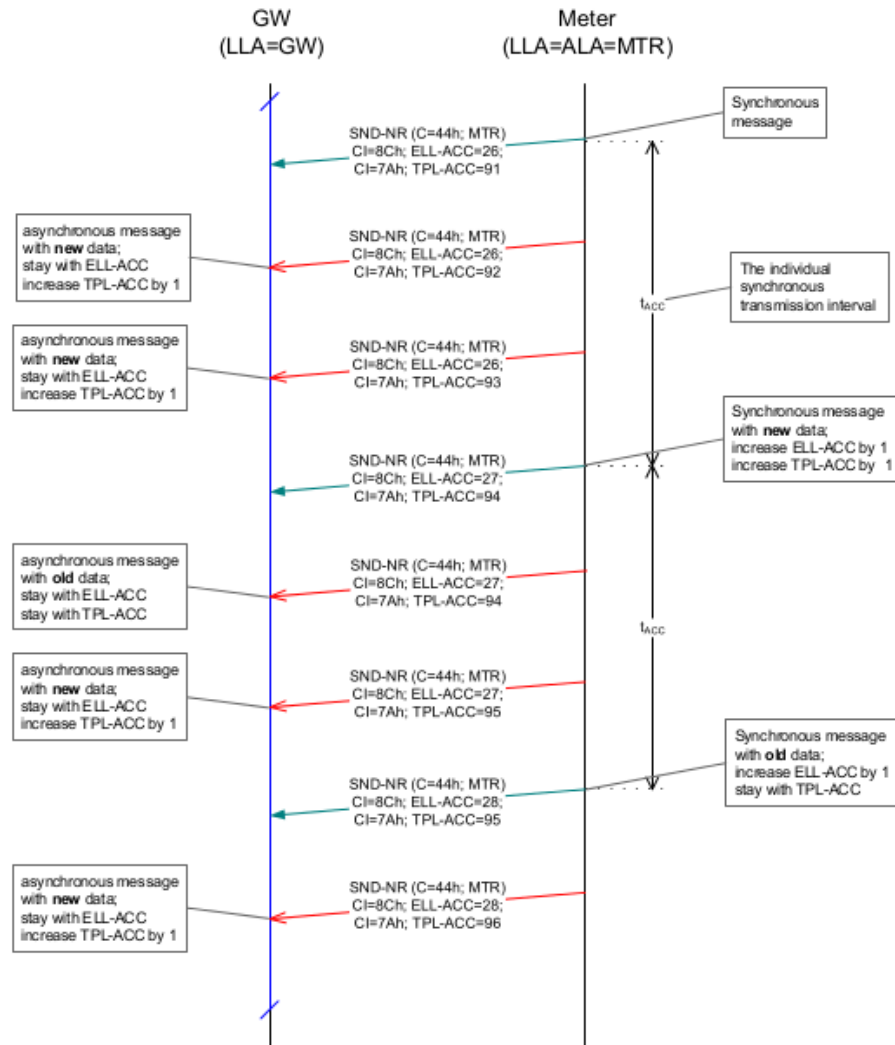 GW
(LLA=GW)
Meter
(LLA=ALA=MTR)
Synchronous
message
SND-NR (C=44h; MTR)
CI=8Ch; ELL-ACC=26;
CI=7Ah; TPL-ACC=91
asynchronous message
with new data;
stay with ELL-ACC
increase TPL-ACC by 1
SND-NR (C=44h; MTR)
CI=8Ch; ELL-ACC=26;
CI=7Ah; TPL-ACC=92
The individual
synchronous
transmission interval
tACC
asynchronous message
with new data;
stay with ELL-ACC
increase TPL-ACC by 1
SND-NR (C=44h; MTR)
CI=8Ch; ELL-ACC=26;
CI=7Ah; TPL-ACC=93
Synchronous message
with new data;
increase ELL-ACC by 1
increase TPL-ACC by 1
SND-NR (C=44h; MTR)
CI=8Ch; ELL-ACC=27;
CI=7Ah; TPL-ACC=94
asynchronous message
with old data;
stay with ELL-ACC
stay with TPL-ACC
SND-NR (C=44h; MTR)
CI=8Ch; ELL-ACC=27;
CI=7Ah; TPL-ACC=94
tACC
asynchronous message
with new data;
stay with ELL-ACC
increase TPL-ACC by 1
SND-NR (C=44h; MTR)
CI=8Ch; ELL-ACC=27;
CI=7Ah; TPL-ACC=95
Synchronous message
with old data;
increase ELL-ACC by 1
stay with TPL-ACC
SND-NR (C=44h; MTR)
CI=8Ch; ELL-ACC=28;
CI=7Ah; TPL-ACC=95
asynchronous message
with new data;
stay with ELL-ACC
increase TPL-ACC by 1
SND-NR (C=44h; MTR)
CI=8Ch; ELL-ACC=28;
CI=7Ah; TPL-ACC=96